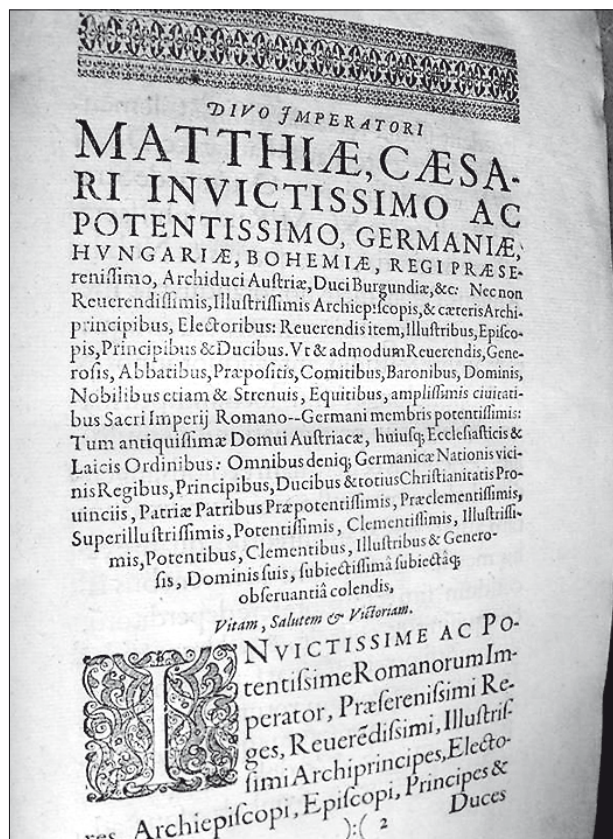 DIVO IMPERATORI
MATTHIÆ, CÆSA-
RI INVICTISSIMO AC
POTENTISSIMO, GERMANIÆ,
HVNGARIÆ, BOHEMIÆ, REGI PRÆSE-
reniſſimo, Archiduci Auſtriæ, Duci Burgundiæ, &c: Nec non
Reuerendiſſimis, Illuſtriſſimis Archiepiſcopis, & cæteris Archi-
principibus, Electoribus: Reuerendis item, Illuſtribus, Epiſco-
pis, Principibus & Ducibus. Vt & admodum Reuerendis, Gene-
roſis, Abbatibus, Præpoſitis, Comitibus, Baronibus, Dominis,
Nobilibus etiam & Strenuis, Equitibus, ampliſſimis ciuitati-
bus Sacri Imperij Romano--Germani membris potentiſſimis:
Tum antiquiſſimæ Domui Auſtriacæ, huiuſq; Eccleſiaſticis &
Laicis Ordinibus: Omnibus deniq; Germanicæ Nationis vici-
nis Regibus, Principibus, Ducibus & totius Chriſtianitatis Pro-
uinciis, Patriæ Patribus Præpotentiſſimis, Præclementiſſimis,
Superilluſtriſſimis, Potentiſſimis, Clementiſſimis, Illuſtriſſi-
mis, Potentibus, Clementibus, Illuſtribus & Genero-
ſis, Dominis ſuis, ſubiectiſſimâ ſubiectâq;
obſeruantiâ colendis,
Vitam, Salutem & Victoriam.
INVICTISSIME AC PO-
tentiſſime Romanorum Im-
perator, Præſereniſſimi Re-
ges, Reuerẽdiſſimi, Illuſtriſ-
ſimi Archiprincipes, Electo-
res, Archiepiſcopi, Epiſcopi, Principes &
):( 2 Duces